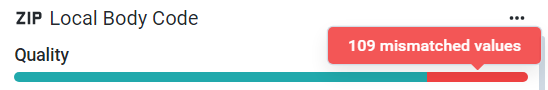 ZIP Local Body Code
109 mismatched values
Quality